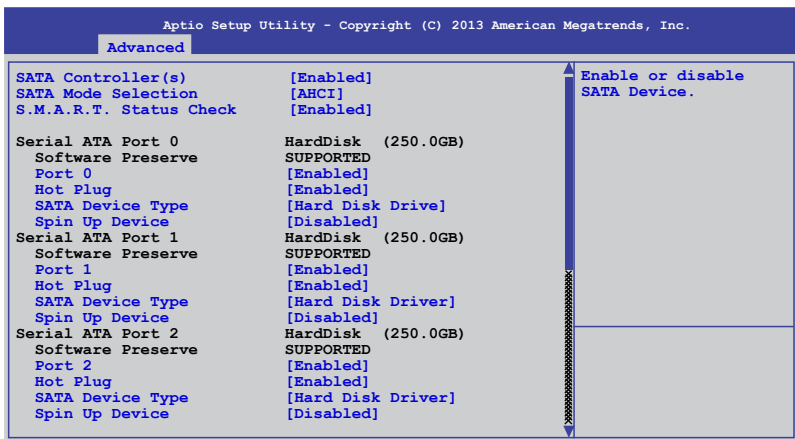 Aptio Setup Utility - Copyright (C) 2013 American Megatrends, Inc.
Advanced
SATA Controller(s) [Enabled]
SATA Mode Selection [AHCI]
S.M.A.R.T. Status Check [Enabled]
Serial ATA Port 0 HardDisk (250.0GB)
Software Preserve SUPPORTED
Port 0 [Enabled]
Hot Plug [Enabled]
SATA Device Type [Hard Disk Drive]
Spin Up Device [Disabled]
Serial ATA Port 1 HardDisk (250.0GB)
Software Preserve SUPPORTED
Port 1 [Enabled]
Hot Plug [Enabled]
SATA Device Type [Hard Disk Driver]
Spin Up Device [Disabled]
Serial ATA Port 2 HardDisk (250.0GB)
Software Preserve SUPPORTED
Port 2 [Enabled]
Hot Plug [Enabled]
SATA Device Type [Hard Disk Driver]
Spin Up Device [Disabled]
Enable or disable
SATA Device.